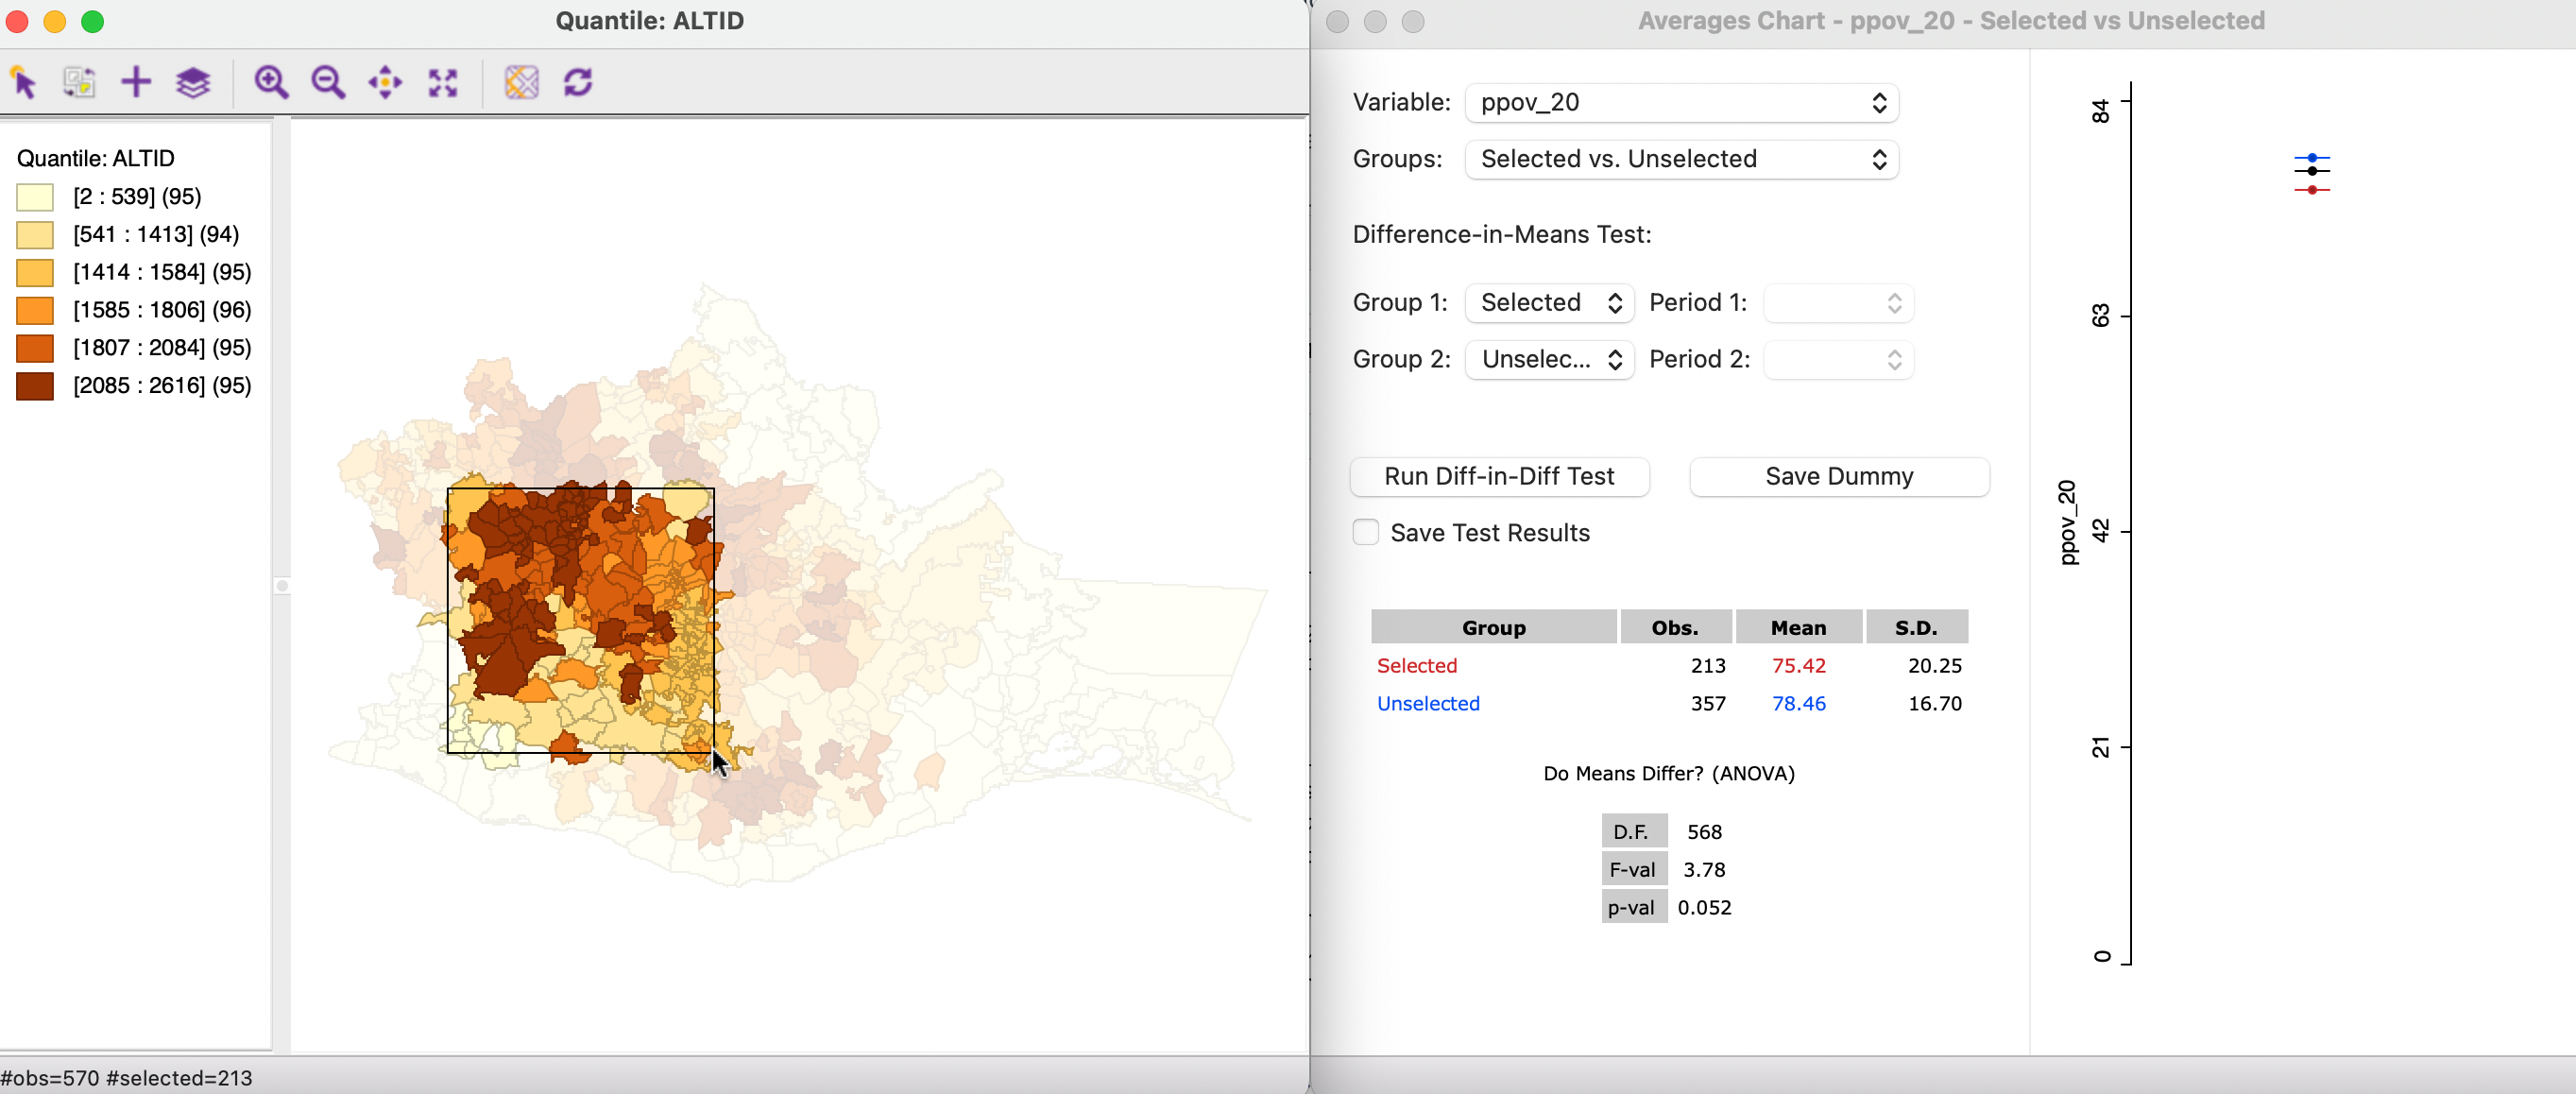 Quantile: ALTID
Quantile: ALTID
[2 : 539] (95)
[541 : 1413] (94)
[1414 : 1584] (95)
[1585 : 1806] (96)
[1807 : 2084] (95)
[2085 : 2616] (95)
#obs=570 #selected=213
Averages Chart - ppov_20 - Selected vs Unselected
Variable: ppov_20
Groups: Selected vs. Unselected
Difference-in-Means Test:
Group 1: Selected Period 1:
Group 2: Unselec... Period 2:
Run Diff-in-Diff Test Save Dummy
Save Test Results
Group Obs. Mean S.D.
Selected 213 75.42 20.25
Unselected 357 78.46 16.70
Do Means Differ? (ANOVA)
D.F. 568
F-val 3.78
p-val 0.052
ppov_20
84
63
42
21
0